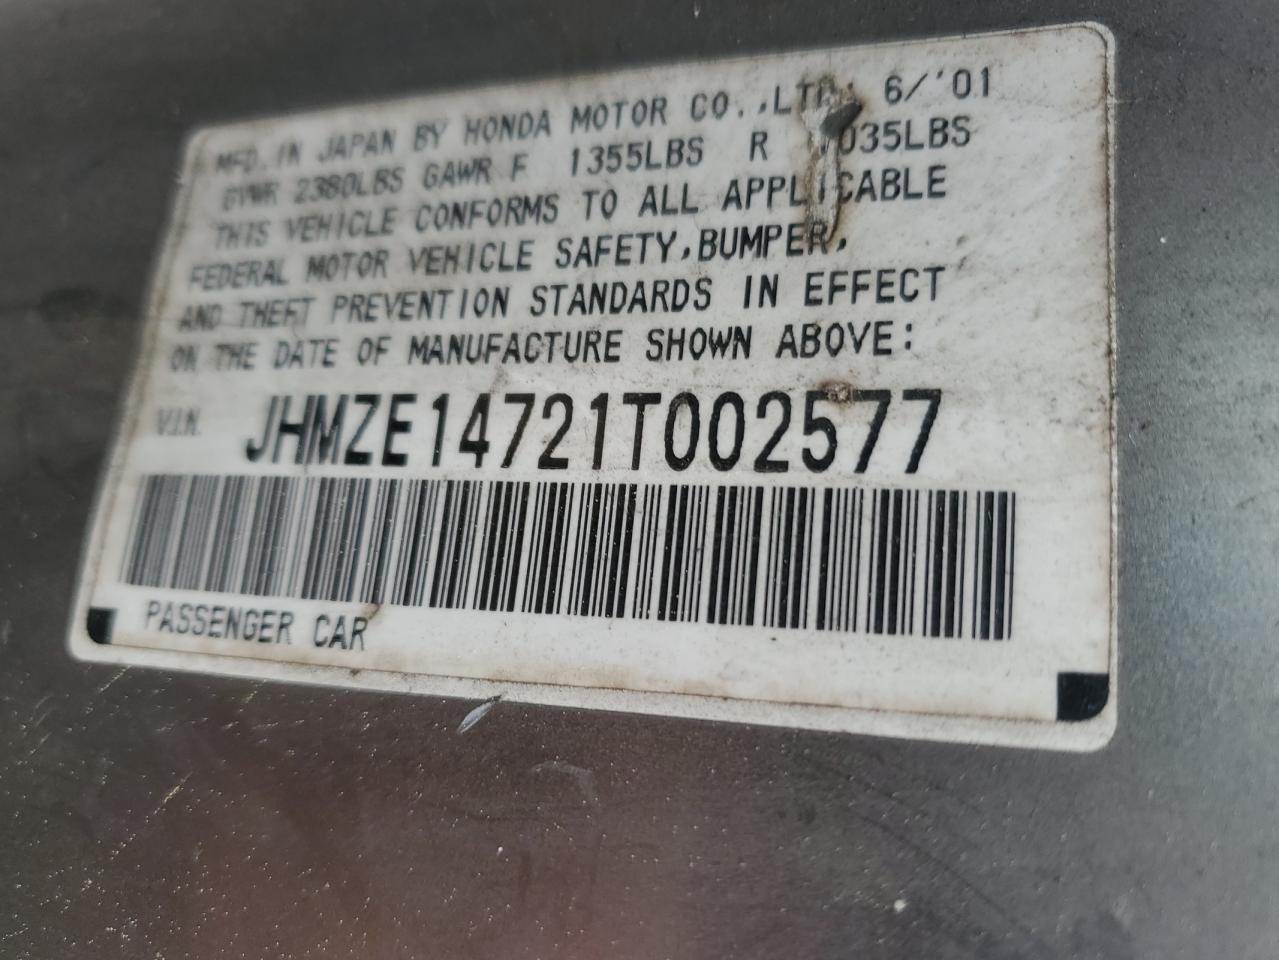 MFD. IN JAPAN BY HONDA MOTOR CO.,LTD. 6/'01
GVWR 2380LBS GAWR F 1355LBS R 1035LBS
THIS VEHICLE CONFORMS TO ALL APPLICABLE
FEDERAL MOTOR VEHICLE SAFETY,BUMPER,
AND THEFT PREVENTION STANDARDS IN EFFECT
ON THE DATE OF MANUFACTURE SHOWN ABOVE:
V.I.N. JHMZE14721T002577
PASSENGER CAR